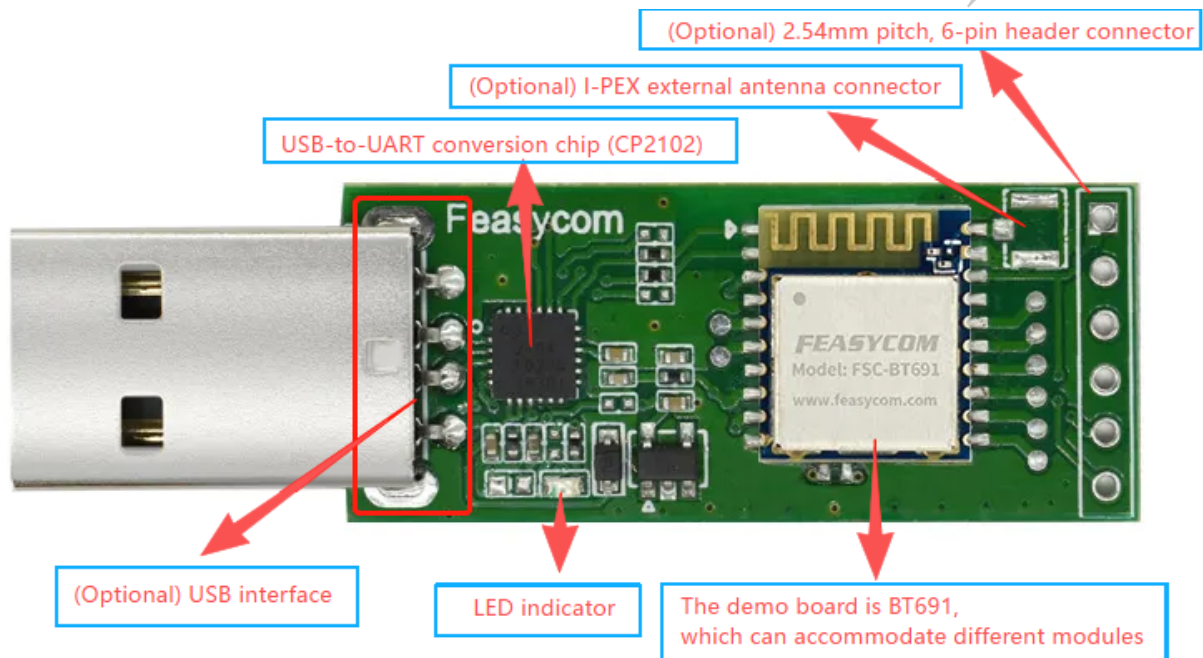 (Optional) 2.54mm pitch, 6-pin header connector
(Optional) I-PEX external antenna connector
USB-to-UART conversion chip (CP2102)
Feasycom
FEASYCOM
Model: FSC-BT691
www.feasycom.com
(Optional) USB interface
LED indicator
The demo board is BT691,
which can accommodate different modules